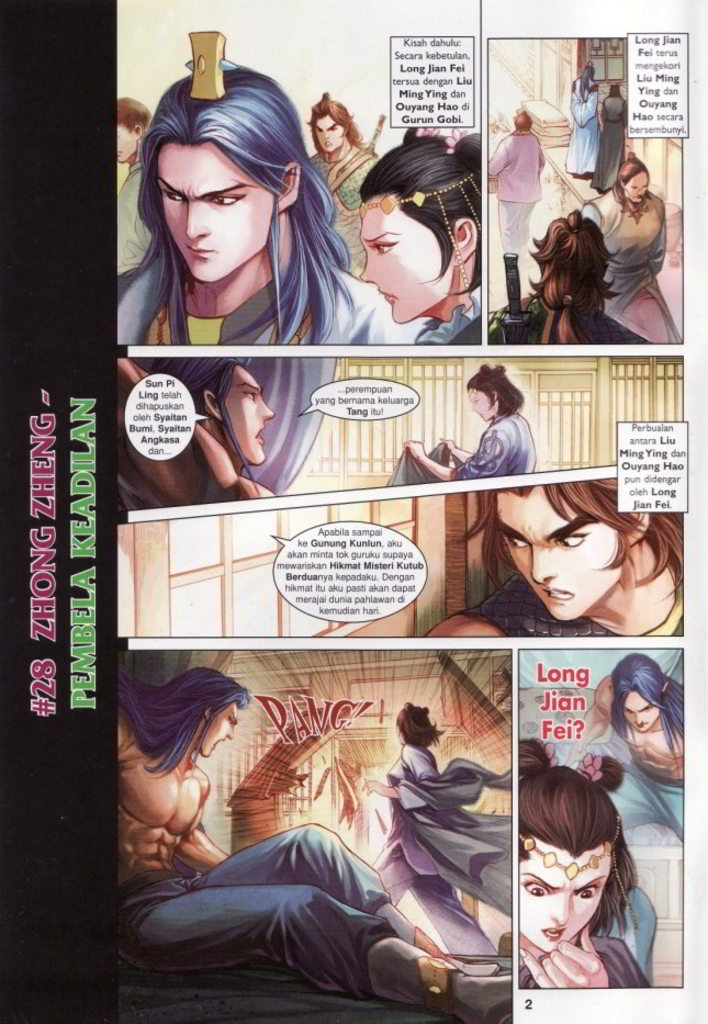 #28 ZHONG ZHENG -
PEMBELA KEADILAN
Kisah dahulu:
Secara kebetulan,
Long Jian Fei
tersua dengan Liu
Ming Ying dan
Ouyang Hao di
Gurun Gobi.
Long Jian
Fei terus
mengekori
Liu Ming
Ying dan
Ouyang
Hao secara
bersembunyi.
Sun Pi
Ling telah
dihapuskan
oleh Syaitan
Bumi, Syaitan
Angkasa
dan...
...perempuan
yang bernama keluarga
Tang itu!
Perbualan
antara Liu
Ming Ying dan
Ouyang Hao
pun didengar
oleh Long
Jian Fei.
Apabila sampai
ke Gunung Kunlun, aku
akan minta tok guruku supaya
mewariskan Hikmat Misteri Kutub
Berduanya kepadaku. Dengan
hikmat itu aku pasti akan dapat
merajai dunia pahlawan di
kemudian hari.
PANG!
Long
Jian
Fei?
2